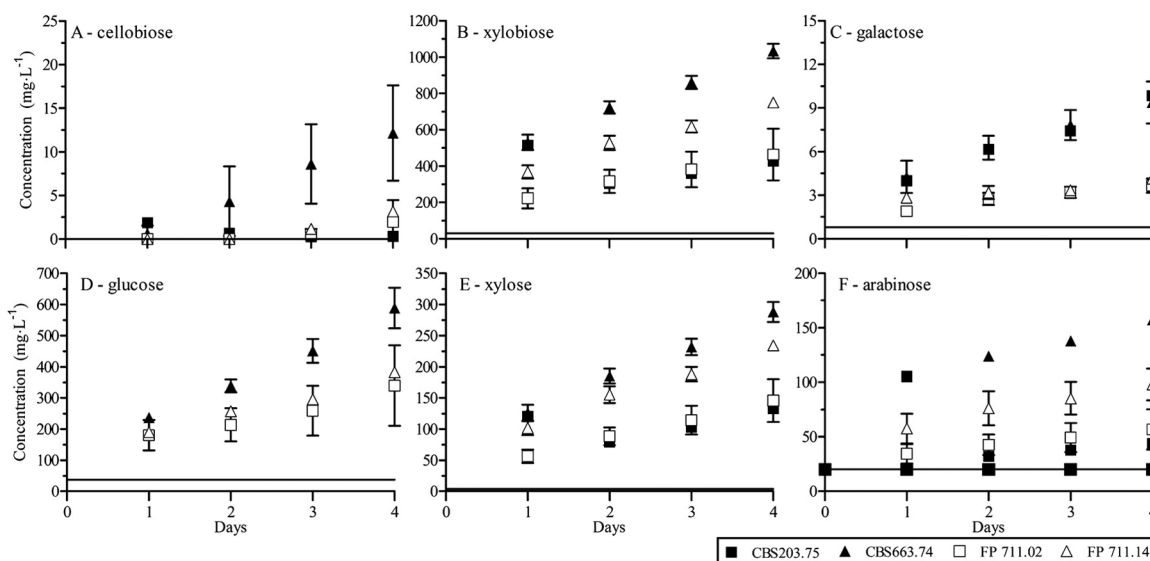 A - cellobiose
B - xylobiose
C - galactose
Concentration (mg·L⁻¹)
25
20
15
10
5
0
1200
1000
800
600
400
200
0
15
12
9
6
3
0
D - glucose
E - xylose
F - arabinose
Concentration (mg·L⁻¹)
700
600
500
400
300
200
100
0
350
300
250
200
150
100
50
0
200
150
100
50
0
0 1 2 3 4
0 1 2 3 4
0 1 2 3 4
Days
Days
Days
CBS203.75 CBS663.74 FP 711.02 FP 711.14